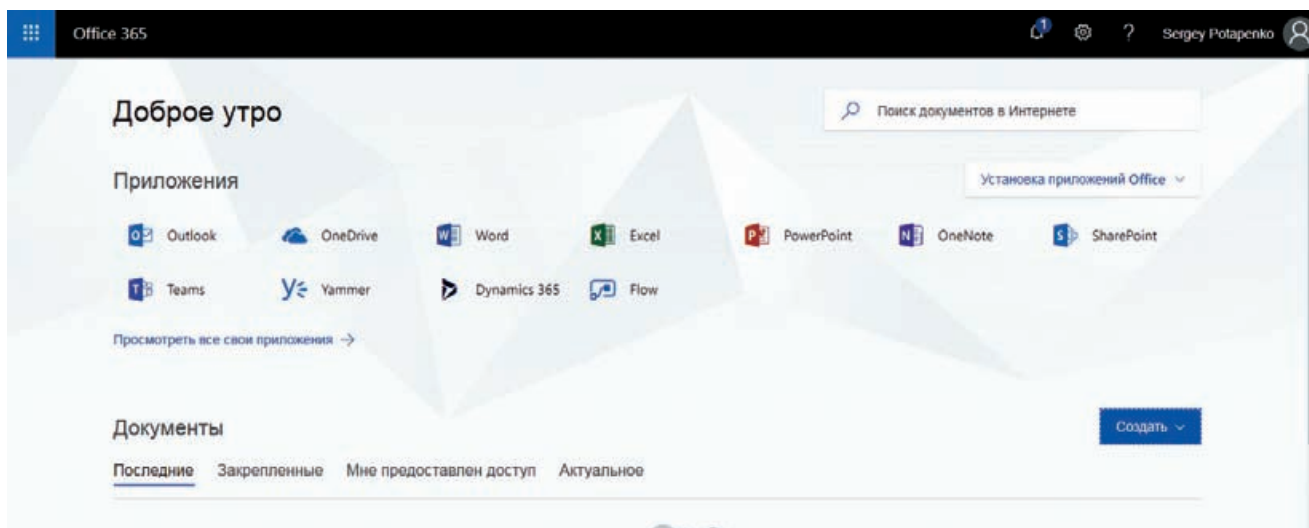 Office 365 1 ? Sergey Potapenko
Доброе утро
Поиск документов в Интернете
Приложения
Установка приложений Office
Outlook OneDrive Word Excel PowerPoint OneNote SharePoint
Teams Yammer Dynamics 365 Flow
Просмотреть все свои приложения →
Документы
Создать
Последние Закрепленные Мне предоставлен доступ Актуальное